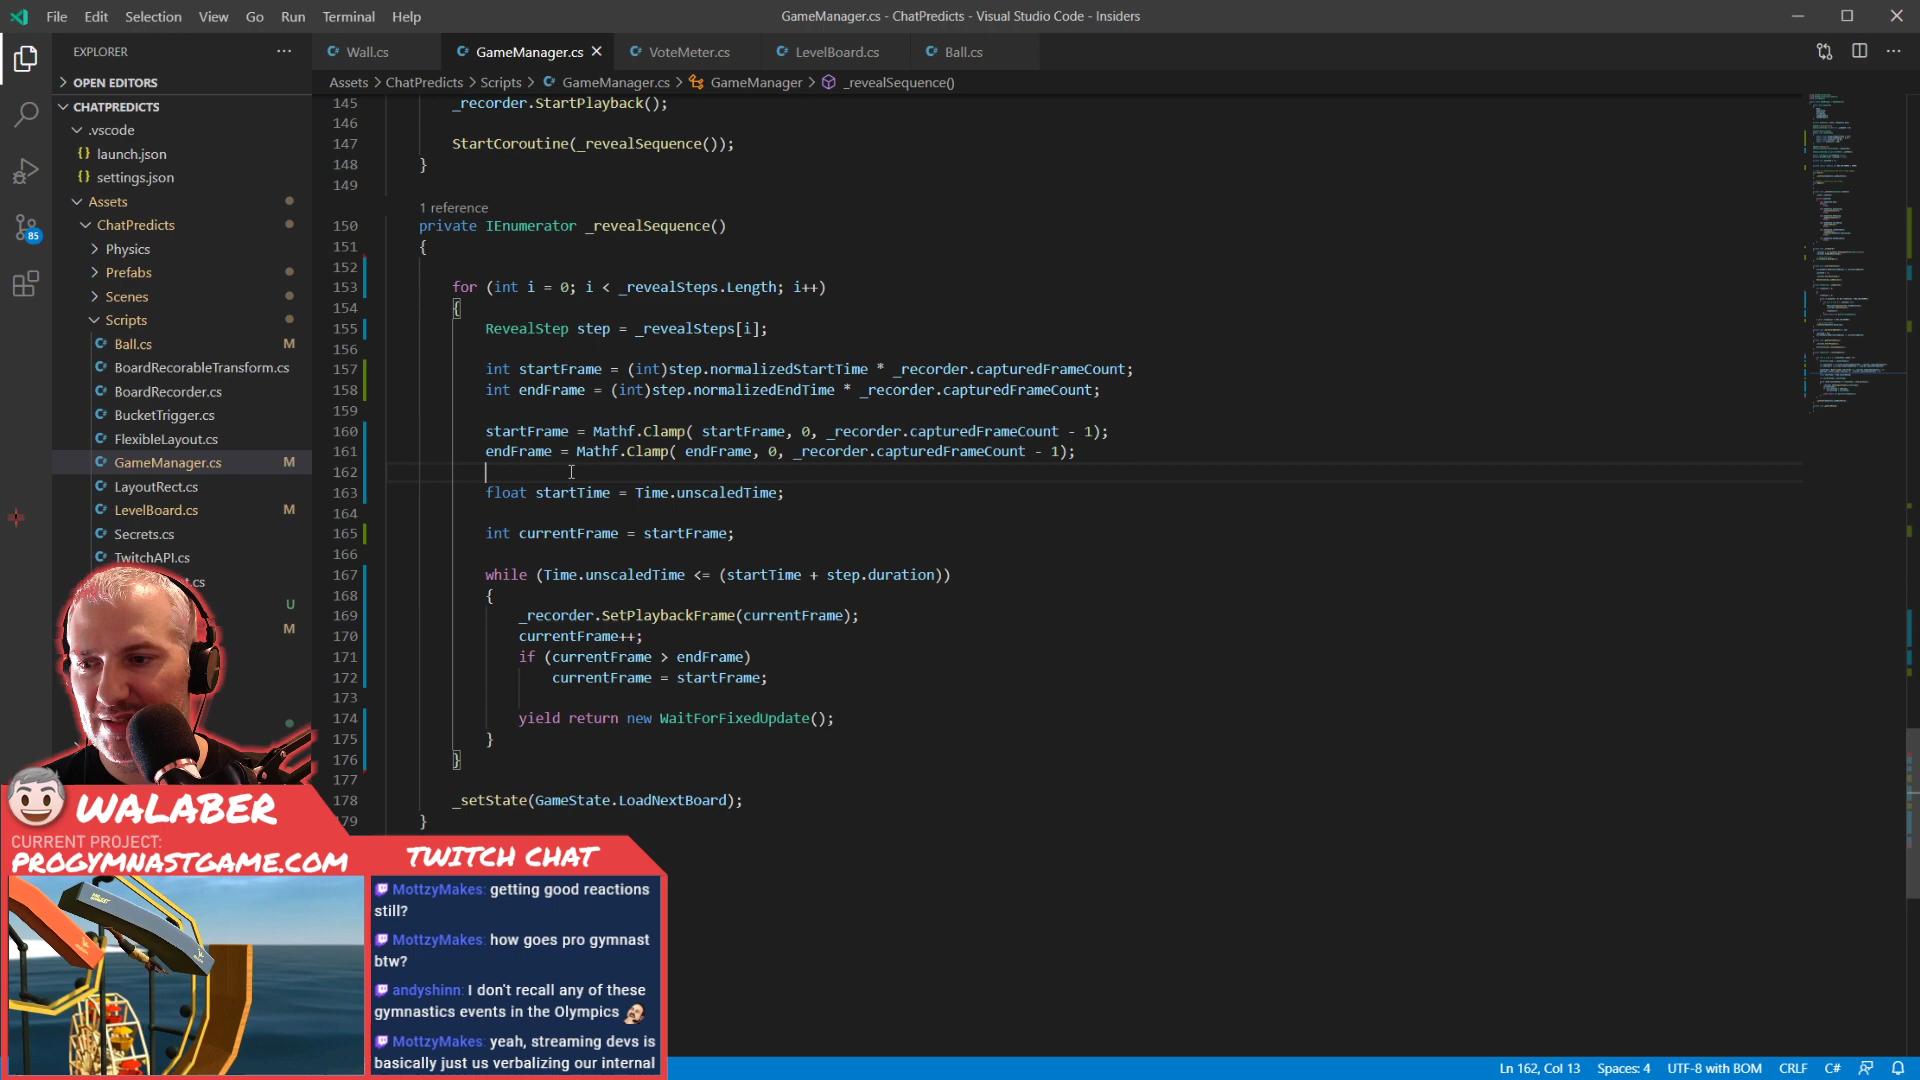 File Edit Selection View Go Run Terminal Help
GameManager.cs - ChatPredicts - Visual Studio Code - Insiders
EXPLORER
Wall.cs
GameManager.cs
VoteMeter.cs
LevelBoard.cs
Ball.cs
OPEN EDITORS
Assets > ChatPredicts > Scripts > GameManager.cs > GameManager > _revealSequence()
CHATPREDICTS
.vscode
launch.json
settings.json
Assets
ChatPredicts
Physics
Prefabs
Scenes
Scripts
Ball.cs M
BoardRecorableTransform.cs
BoardRecorder.cs
BucketTrigger.cs
FlexibleLayout.cs
GameManager.cs M
LayoutRect.cs
LevelBoard.cs M
Secrets.cs
TwitchAPI.cs
.cs
U
M
85
145 _recorder.StartPlayback();
146
147 StartCoroutine(_revealSequence());
148 }
149
1 reference
150 private IEnumerator _revealSequence()
151 {
152
153 for (int i = 0; i < _revealSteps.Length; i++)
154 {
155 RevealStep step = _revealSteps[i];
156
157 int startFrame = (int)step.normalizedStartTime * _recorder.capturedFrameCount;
158 int endFrame = (int)step.normalizedEndTime * _recorder.capturedFrameCount;
159
160 startFrame = Mathf.Clamp( startFrame, 0, _recorder.capturedFrameCount - 1);
161 endFrame = Mathf.Clamp( endFrame, 0, _recorder.capturedFrameCount - 1);
162
163 float startTime = Time.unscaledTime;
164
165 int currentFrame = startFrame;
166
167 while (Time.unscaledTime <= (startTime + step.duration))
168 {
169 _recorder.SetPlaybackFrame(currentFrame);
170 currentFrame++;
171 if (currentFrame > endFrame)
172 currentFrame = startFrame;
173
174 yield return new WaitForFixedUpdate();
175 }
176 }
177
178 _setState(GameState.LoadNextBoard);
179 }
WALABER
CURRENT PROJECT:
PROGYMNASTGAME.COM
TWITCH CHAT
MottzyMakes: getting good reactions
still?
MottzyMakes: how goes pro gymnast
btw?
andyshinn: I don't recall any of these
gymnastics events in the Olympics
MottzyMakes: yeah, streaming devs is
basically just us verbalizing our internal
Ln 162, Col 13 Spaces: 4 UTF-8 with BOM CRLF C#